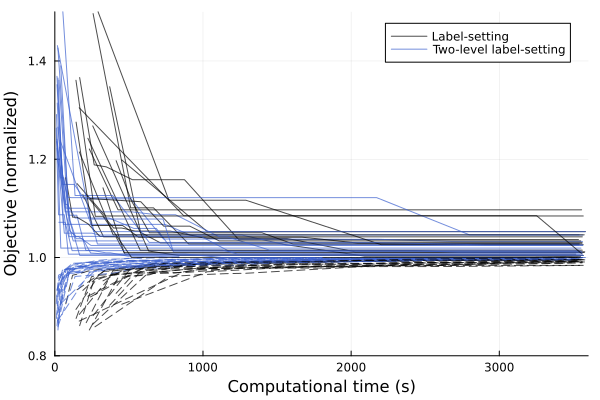 1.4
1.2
1.0
0.8
Objective (normalized)
Label-setting
Two-level label-setting
0
1000
2000
3000
Computational time (s)